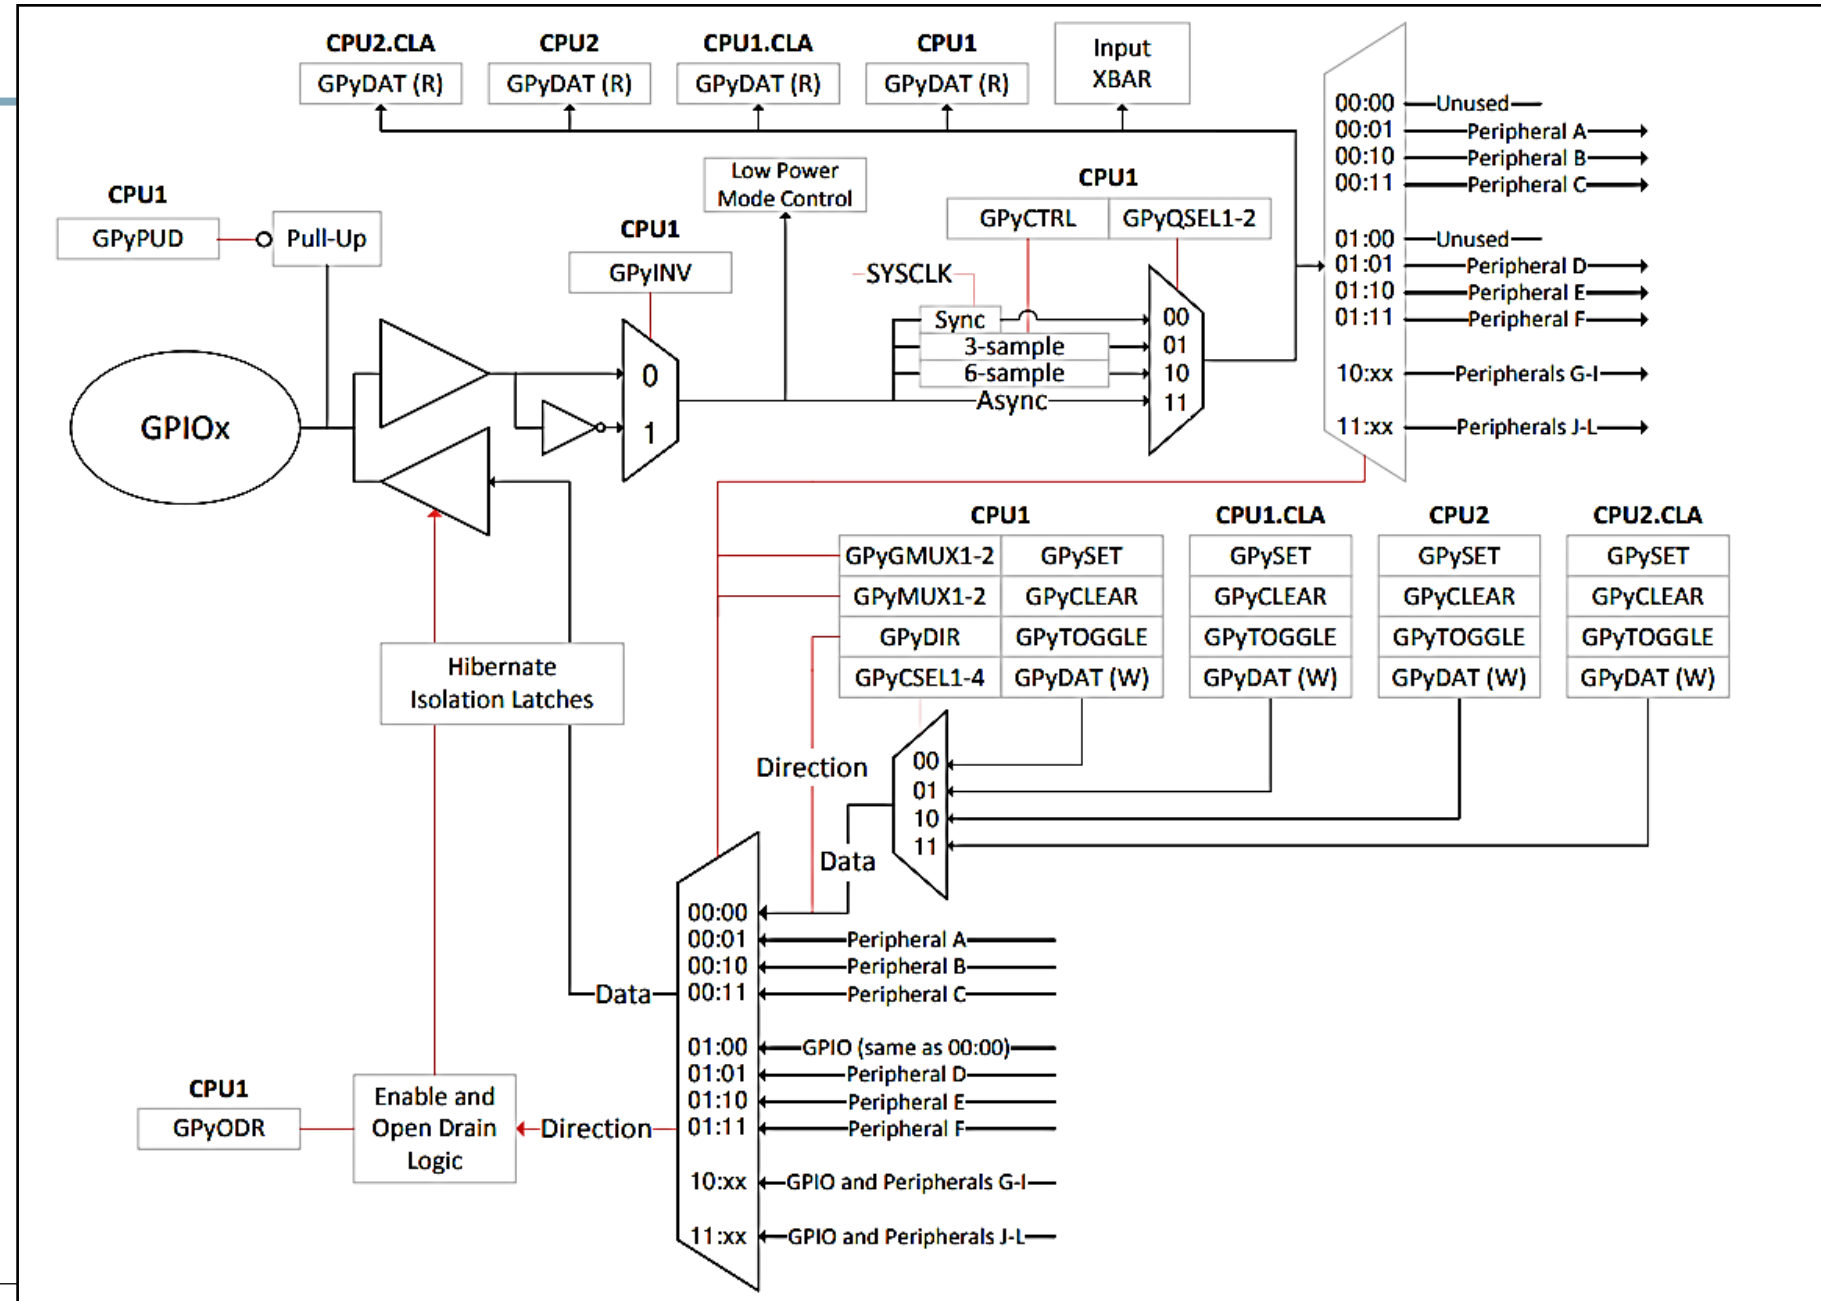 CPU2.CLA
GPyDAT (R)
CPU2
GPyDAT (R)
CPU1.CLA
GPyDAT (R)
CPU1
GPyDAT (R)
Input
XBAR
00:00
Unused
00:01
Peripheral A
00:10
Peripheral B
00:11
Peripheral C
01:00
Unused
01:01
Peripheral D
01:10
Peripheral E
01:11
Peripheral F
10:xx
Peripherals G-I
11:xx
Peripherals J-L
CPU1
GPyPUD
Pull-Up
CPU1
GPyINV
Low Power
Mode Control
CPU1
GPyCTRL
GPyQSEL1-2
SYSCLK
Sync
3-sample
6-sample
Async
00
01
10
11
0
1
GPIOx
CPU1
GPyGMUX1-2
GPySET
GPyMUX1-2
GPyCLEAR
GPyDIR
GPyTOGGLE
GPyCSEL1-4
GPyDAT (W)
CPU1.CLA
GPySET
GPyCLEAR
GPyTOGGLE
GPyDAT (W)
CPU2
GPySET
GPyCLEAR
GPyTOGGLE
GPyDAT (W)
CPU2.CLA
GPySET
GPyCLEAR
GPyTOGGLE
GPyDAT (W)
Hibernate
Isolation Latches
Direction
00
01
10
11
Data
00:00
00:01
Peripheral A
00:10
Peripheral B
00:11
Peripheral C
Data
01:00
GPIO (same as 00:00)
01:01
Peripheral D
01:10
Peripheral E
01:11
Peripheral F
10:xx
GPIO and Peripherals G-I
11:xx
GPIO and Peripherals J-L
CPU1
GPyODR
Enable and
Open Drain
Logic
Direction